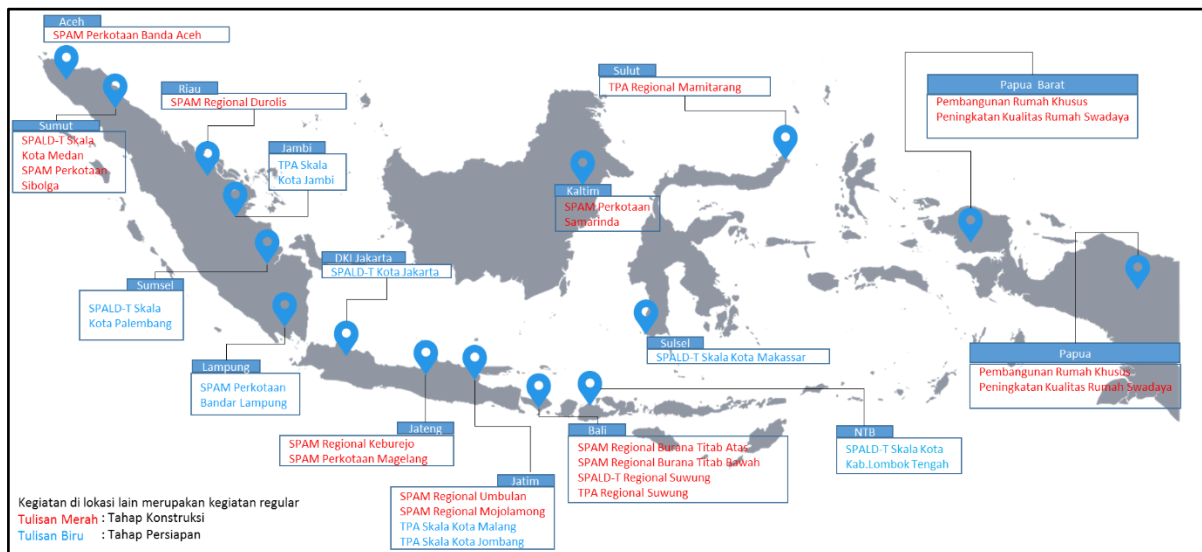 Aceh
SPAM Perkotaan Banda Aceh
Riau
SPAM Regional Durolis
Sumut
SPALD-T Skala
Kota Medan
SPAM Perkotaan
Sibolga
Jambi
TPA Skala
Kota Jambi
Sulut
TPA Regional Mamitarang
Papua Barat
Pembangunan Rumah Khusus
Peningkatan Kualitas Rumah Swadaya
Kaltim
SPAM Perkotaan
Samarinda
DKI Jakarta
SPALD-T Kota Jakarta
Sumsel
SPALD-T Skala
Kota Palembang
Sulsel
SPALD-T Skala Kota Makassar
Papua
Pembangunan Rumah Khusus
Peningkatan Kualitas Rumah Swadaya
Lampung
SPAM Perkotaan
Bandar Lampung
Jateng
SPAM Regional Keburejo
SPAM Perkotaan Magelang
Bali
SPAM Regional Burana Titab Atas
SPAM Regional Burana Titab Bawah
SPALD-T Regional Suwung
TPA Regional Suwung
NTB
SPALD-T Skala Kota
Kab.Lombok Tengah
Jatim
SPAM Regional Umbulan
SPAM Regional Mojolamong
TPA Skala Kota Malang
TPA Skala Kota Jombang
Kegiatan di lokasi lain merupakan kegiatan regular
Tulisan Merah : Tahap Konstruksi
Tulisan Biru : Tahap Persiapan